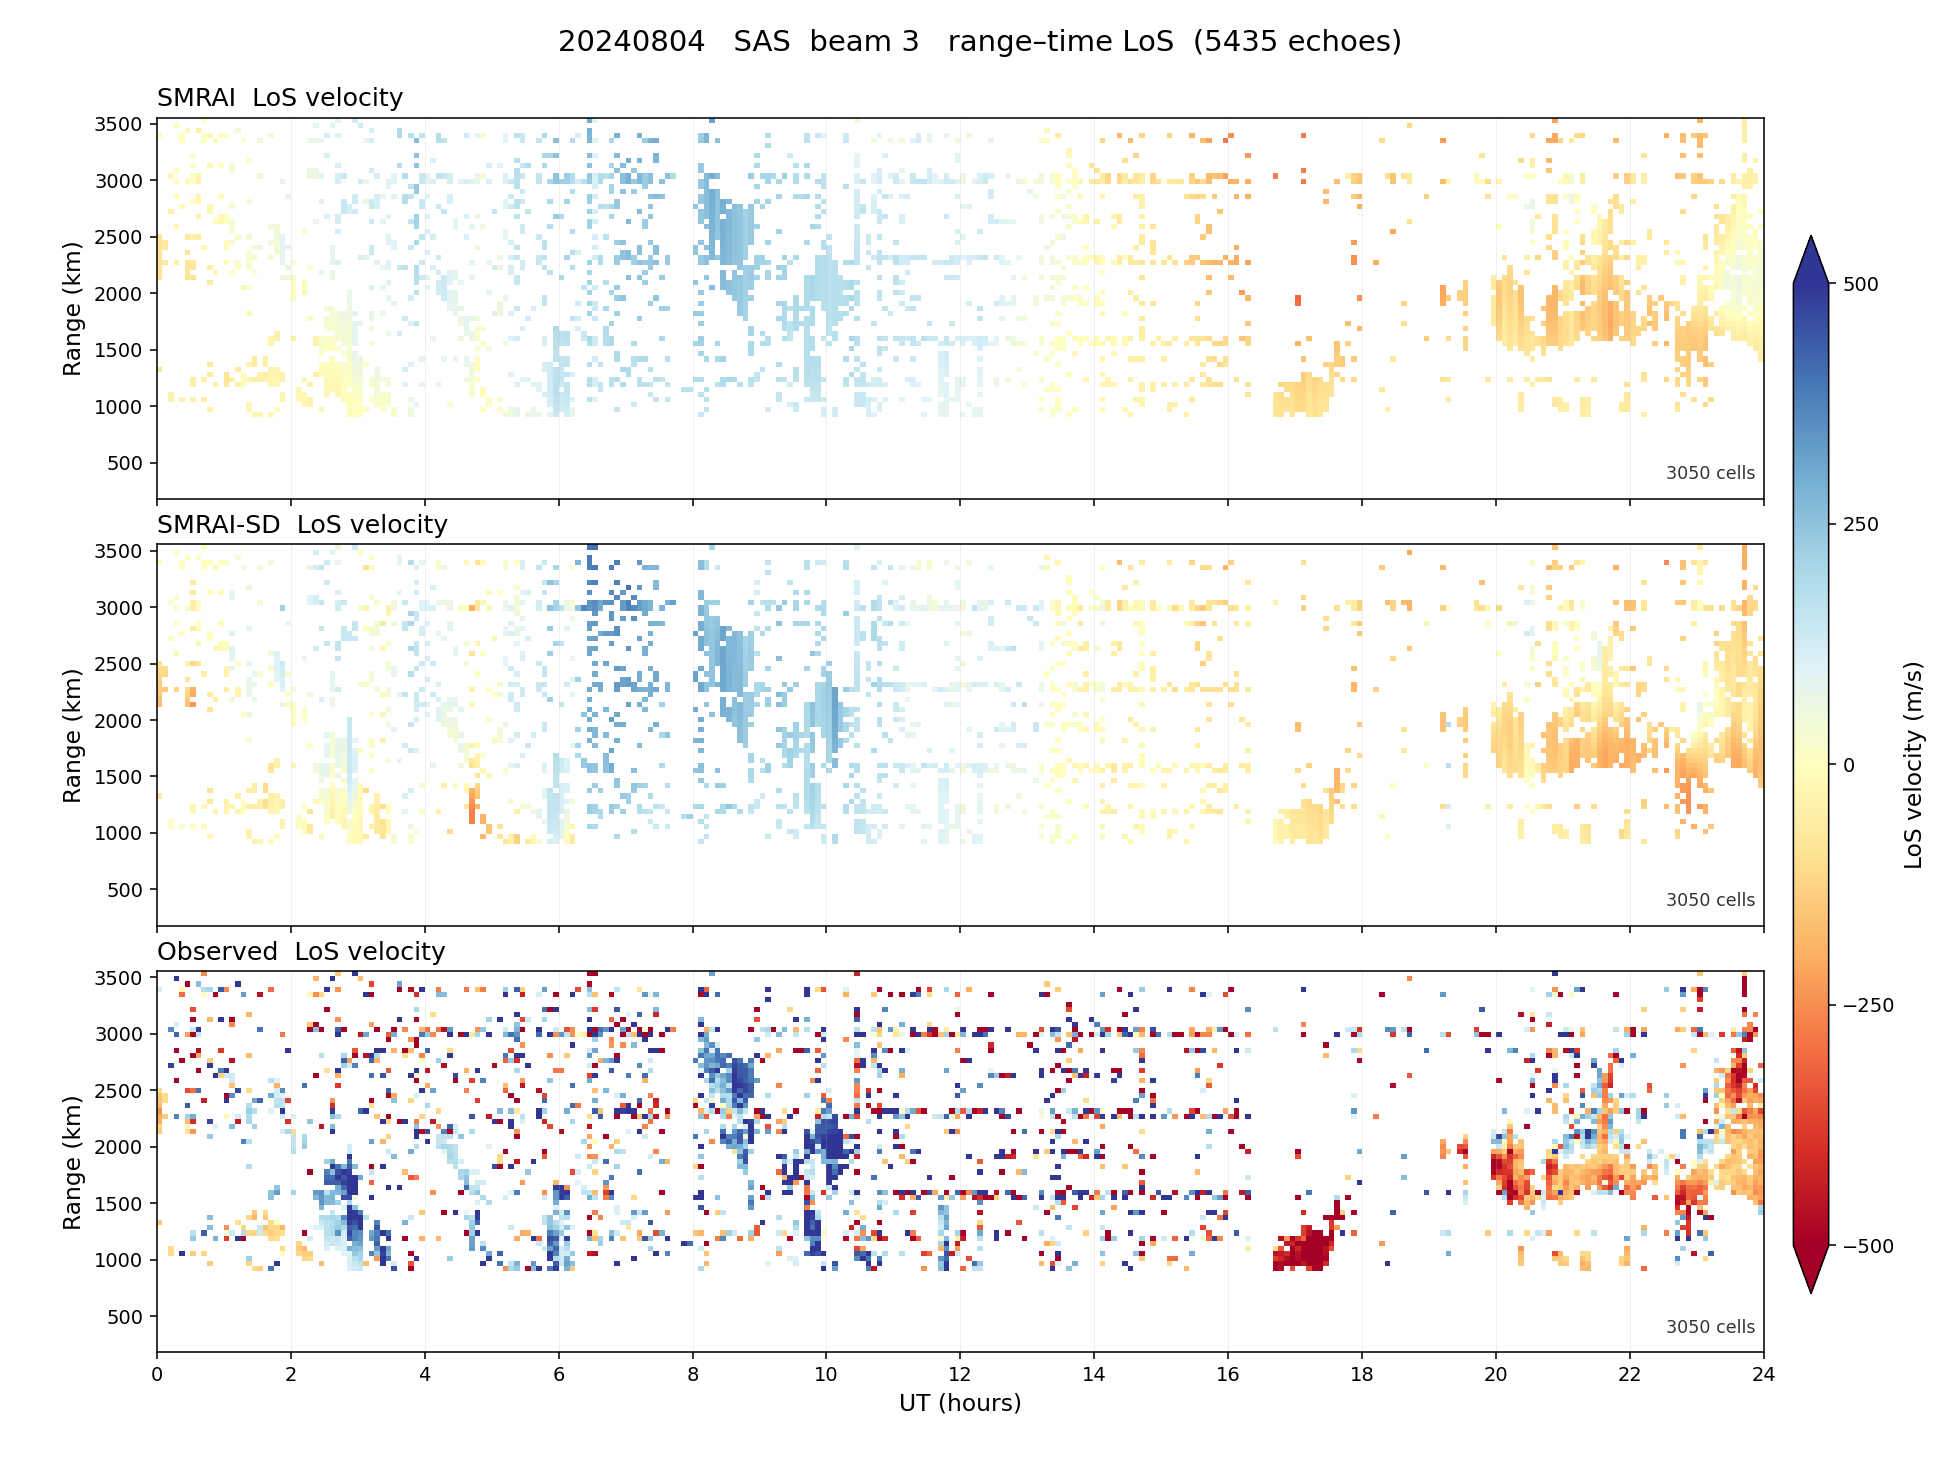 20240804   SAS  beam 3   range–time LoS  (5435 echoes)
SMRAI  LoS velocity
3500
3000
2500
2000
1500
1000
500
Range (km)
3050 cells
SMRAI-SD  LoS velocity
3500
3000
2500
2000
1500
1000
500
Range (km)
3050 cells
Observed  LoS velocity
3500
3000
2500
2000
1500
1000
500
Range (km)
3050 cells
0 2 4 6 8 10 12 14 16 18 20 22 24
UT (hours)
500
250
0
−250
−500
LoS velocity (m/s)